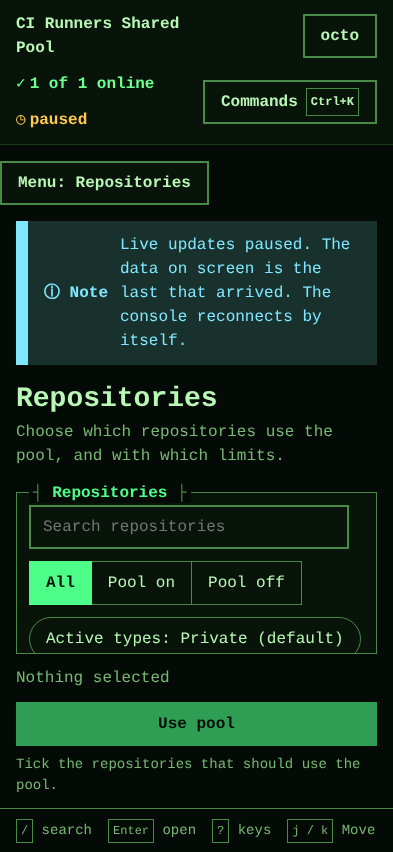 CI Runners Shared
Pool
octo
✓ 1 of 1 online
Commands Ctrl+K
◷ paused
Menu: Repositories
ⓘ Note
Live updates paused. The
data on screen is the
last that arrived. The
console reconnects by
itself.
Repositories
Choose which repositories use the
pool, and with which limits.
┤ Repositories ├
Search repositories
All Pool on Pool off
Active types: Private (default)
Nothing selected
Use pool
Tick the repositories that should use the
pool.
/ search Enter open ? keys j / k Move